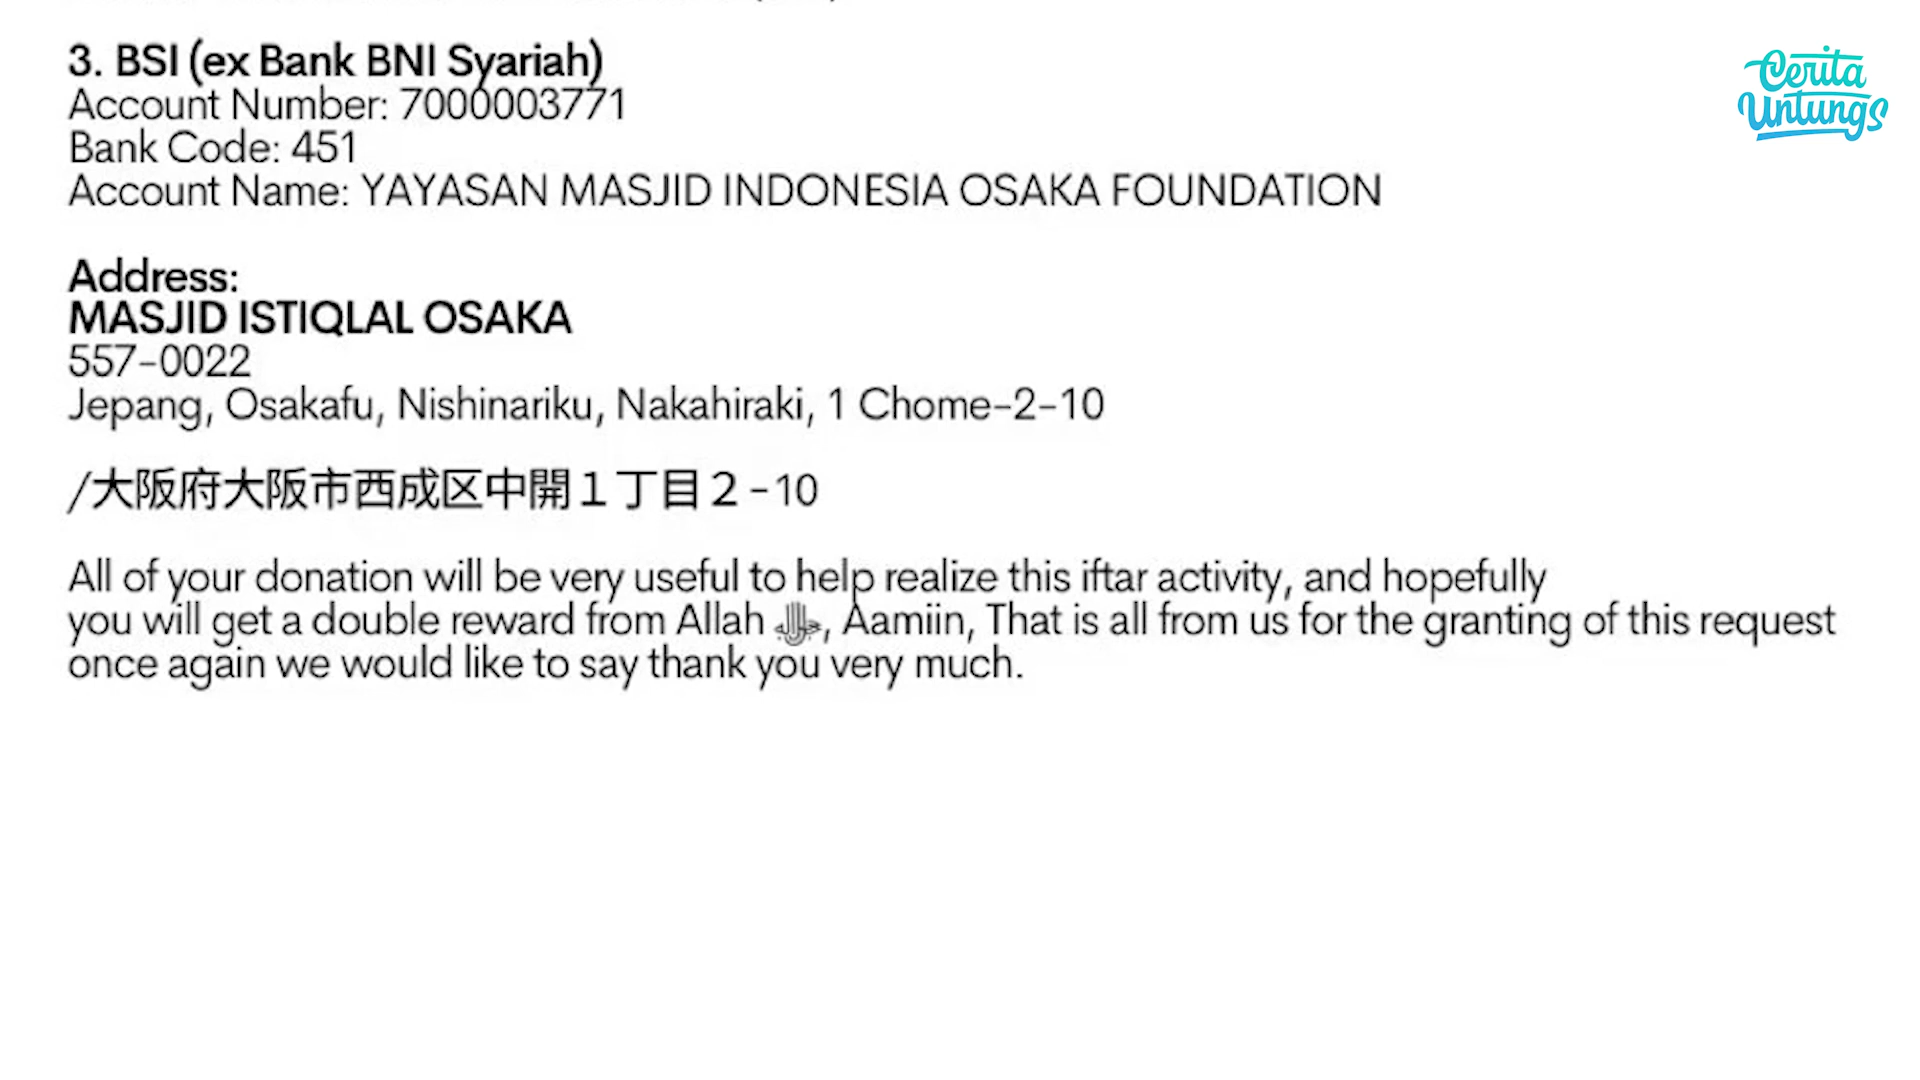 3. BSI (ex Bank BNI Syariah)
Account Number: 7000003771
Bank Code: 451
Account Name: YAYASAN MASJID INDONESIA OSAKA FOUNDATION
Address:
MASJID ISTIQLAL OSAKA
557-0022
Jepang, Osakafu, Nishinariku, Nakahiraki, 1 Chome-2-10
/大阪府大阪市西成区中開１丁目２-10
All of your donation will be very useful to help realize this iftar activity, and hopefully
you will get a double reward from Allah ﷻ, Aamiin, That is all from us for the granting of this request
once again we would like to say thank you very much.
Cerita
Untungs